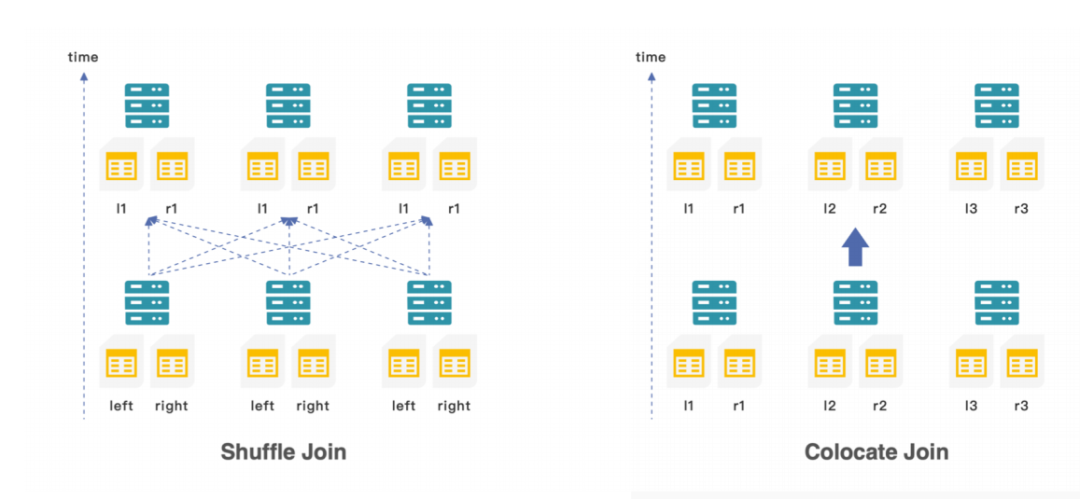 time
time
l1 r1 l1 r1 l1 r1
l1 r1 l2 r2 l3 r3
left right left right left right
l1 r1 l2 r2 l3 r3
Shuffle Join
Colocate Join